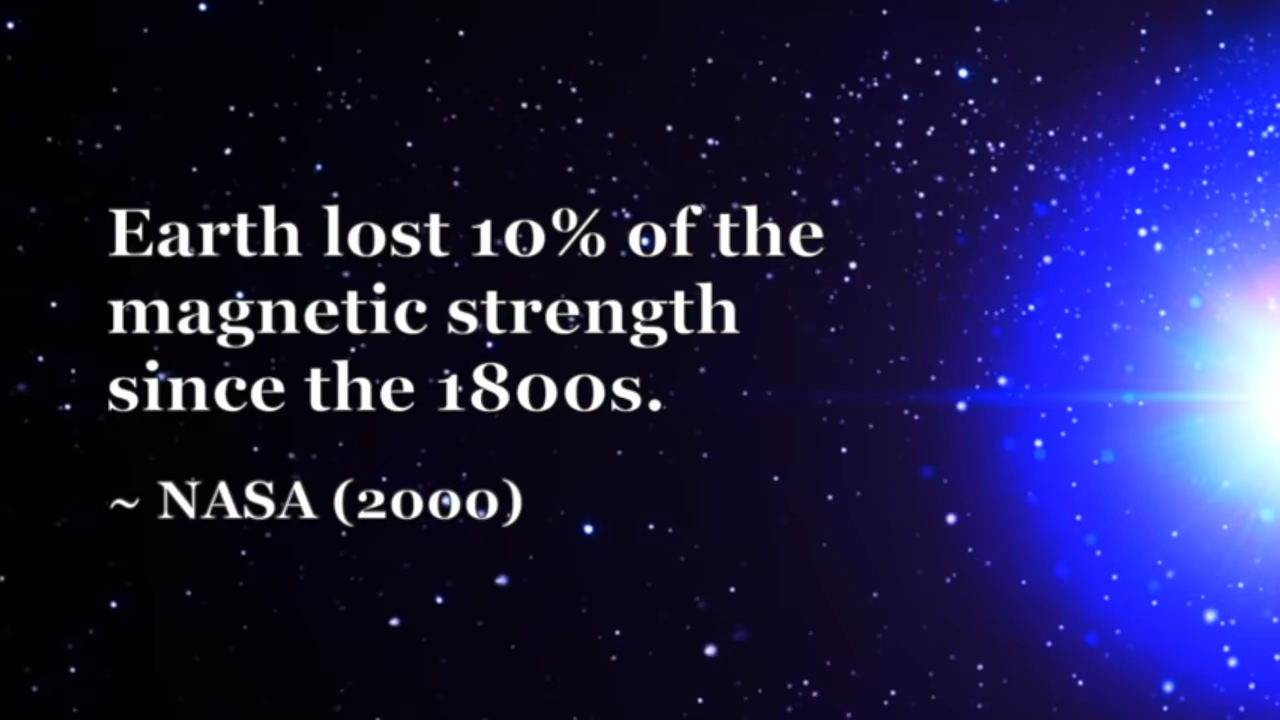 Earth lost 10% of the
magnetic strength
since the 1800s.
~ NASA (2000)